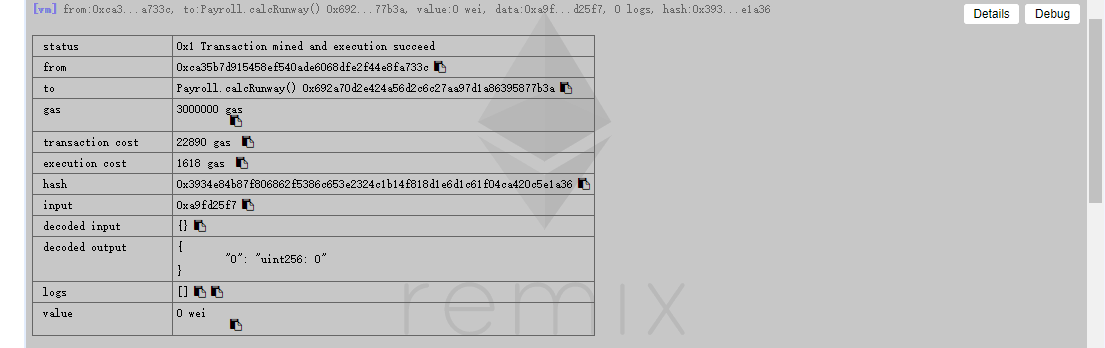 [vm] from:0xca3...a733c, to:Payroll.calcRunway() 0x692...77b3a, value:0 wei, data:0xa9f...d25f7, 0 logs, hash:0x393...e1a36
Details
Debug
status 0x1 Transaction mined and execution succeed
from 0xca35b7d915458ef540ade6068dfe2f44e8fa733c
to Payroll.calcRunway() 0x692a70d2e424a56d2c6c27aa97d1a86395877b3a
gas 3000000 gas
transaction cost 22890 gas
execution cost 1618 gas
hash 0x3934e84b87f806862f5386c653e2324c1b14f818d1e6d1c61f04ca420c5e1a36
input 0xa9fd25f7
decoded input {}
decoded output {
"0": "uint256: 0"
}
logs []
value 0 wei
remix